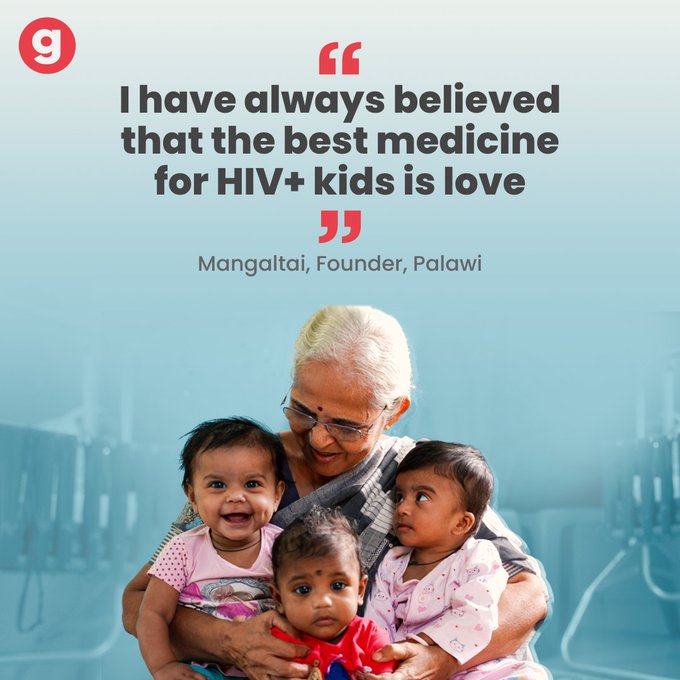 g
“
I have always believed
that the best medicine
for HIV+ kids is love
”
Mangaltai, Founder, Palawi